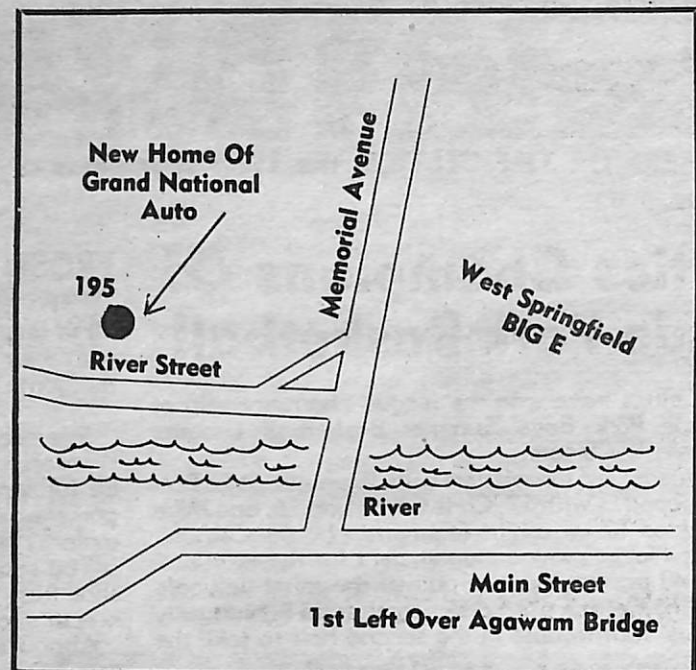 New Home Of
Grand National
Auto
195
River Street
Memorial Avenue
West Springfield
BIG E
River
Main Street
1st Left Over Agawam Bridge